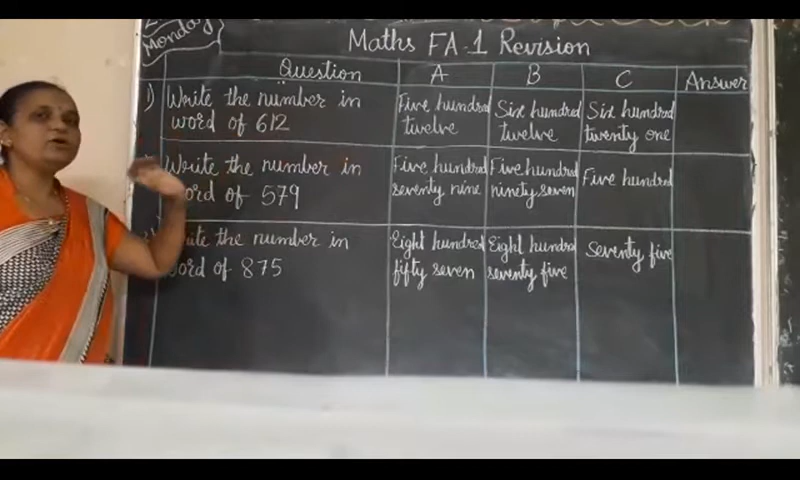 Monday
Maths FA-1 Revision
Question A B C Answer
1) Write the number in
word of 612
Five hundred
twelve
Six hundred
twelve
Six hundred
twenty one
Write the number in
word of 579
Five hundred
seventy nine
Five hundred
ninety seven
Five hundred
Write the number in
word of 875
Eight hundred
fifty seven
Eight hundred
seventy five
Seventy five